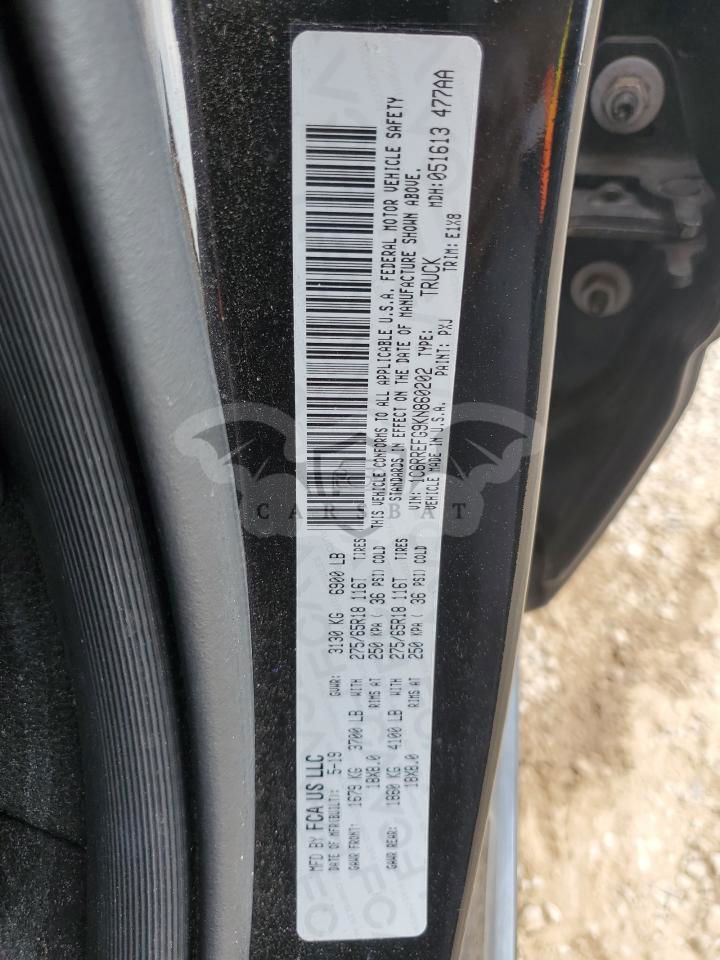 MFD BY FCA US LLC
DATE OF MFR(BUILT): 5-19 GVWR: 3130 KG 6900 LB
GAWR FRONT: 1679 KG 3700 LB WITH 275/65R18 116T TIRES
18X8.0 RIMS AT 250 KPA ( 36 PSI) COLD
GAWR REAR: 1860 KG 4100 LB WITH 275/65R18 116T TIRES
18X8.0 RIMS AT 250 KPA ( 36 PSI) COLD
THIS VEHICLE CONFORMS TO ALL APPLICABLE U.S.A. FEDERAL MOTOR VEHICLE SAFETY
STANDARDS IN EFFECT ON THE DATE OF MANUFACTURE SHOWN ABOVE.
VIN: 1C6RREFG9KN860202 TYPE: TRUCK MDH:051613 477AA
VEHICLE MADE IN U.S.A. PAINT: PXJ TRIM: E1X8
CARSBAT